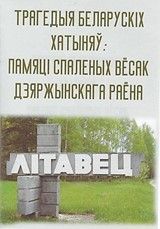 ТРАГЕДЫЯ БЕЛАРУСКІХ
ХАТЫНЯЎ:
ПАМЯЦІ СПАЛЕНЫХ ВЁСАК
ДЗЯРЖЫНСКАГА РАЁНА
ЛІТАВЕЦ